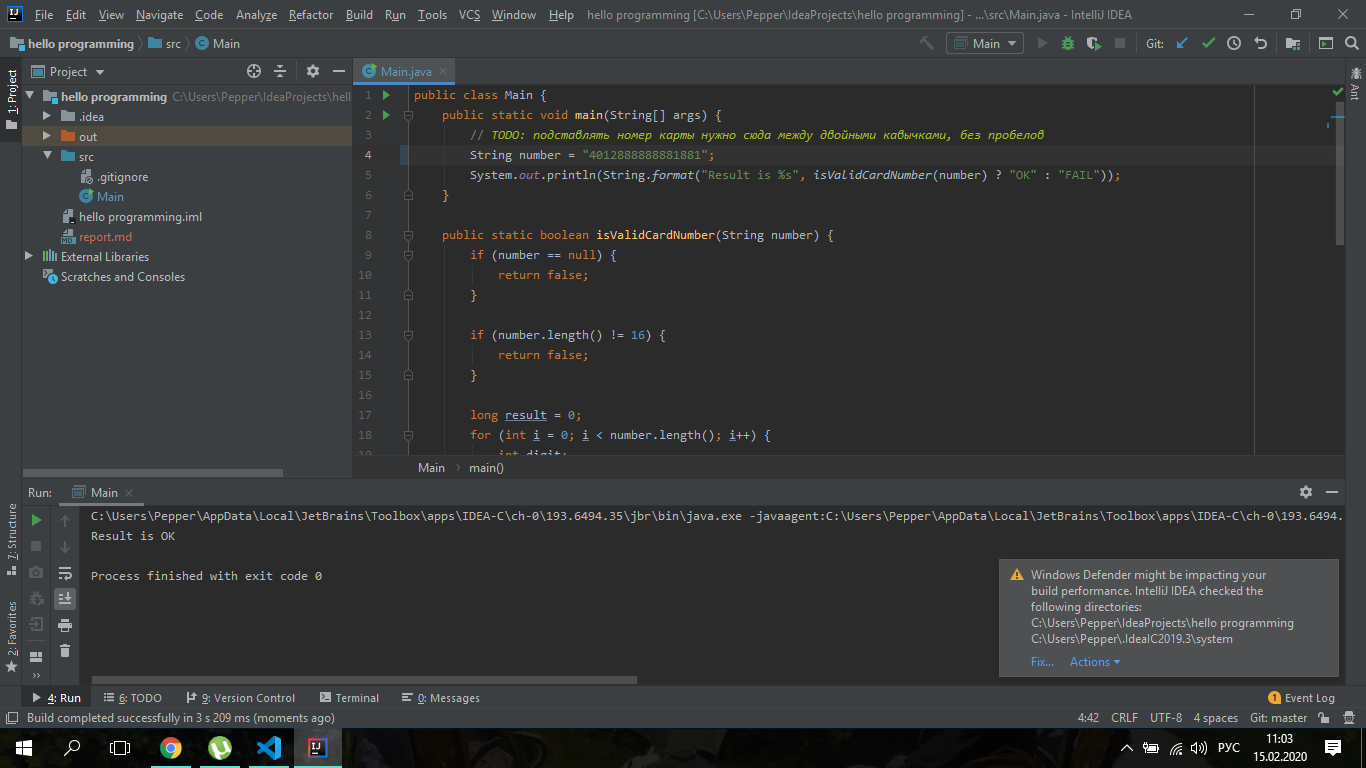 File Edit View Navigate Code Analyze Refactor Build Run Tools VCS Window Help hello programming [C:\Users\Pepper\IdeaProjects\hello programming] - ...\src\Main.java - IntelliJ IDEA
hello programming src Main
Main Git:
1: Project
Project
hello programming C:\Users\Pepper\IdeaProjects\hell
.idea
out
src
.gitignore
Main
hello programming.iml
report.md
External Libraries
Scratches and Consoles
Main.java
Ant
1 public class Main {
2 public static void main(String[] args) {
3 // TODO: подставлять номер карты нужно сюда между двойными кавычками, без пробелов
4 String number = "4012888888881881";
5 System.out.println(String.format("Result is %s", isValidCardNumber(number) ? "OK" : "FAIL"));
6 }
7
8 public static boolean isValidCardNumber(String number) {
9 if (number == null) {
10 return false;
11 }
12
13 if (number.length() != 16) {
14 return false;
15 }
16
17 long result = 0;
18 for (int i = 0; i < number.length(); i++) {
19 int digit;
Main main()
Run: Main
7: Structure
2: Favorites
C:\Users\Pepper\AppData\Local\JetBrains\Toolbox\apps\IDEA-C\ch-0\193.6494.35\jbr\bin\java.exe -javaagent:C:\Users\Pepper\AppData\Local\JetBrains\Toolbox\apps\IDEA-C\ch-0\193.6494.
Result is OK
Process finished with exit code 0
Windows Defender might be impacting your
build performance. IntelliJ IDEA checked the
following directories:
C:\Users\Pepper\IdeaProjects\hello programming
C:\Users\Pepper\.IdeaIC2019.3\system
Fix... Actions
4: Run 6: TODO 9: Version Control Terminal 0: Messages 1 Event Log
Build completed successfully in 3 s 209 ms (moments ago) 4:42 CRLF UTF-8 4 spaces Git: master
РУС
11:03
15.02.2020